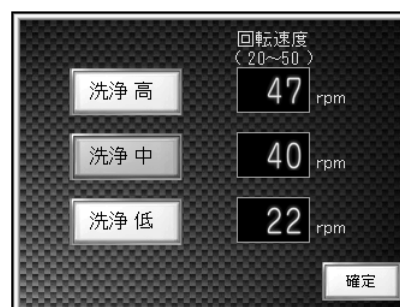 回転速度
（20～50）
洗浄 高 47 rpm
洗浄 中 40 rpm
洗浄 低 22 rpm
確定